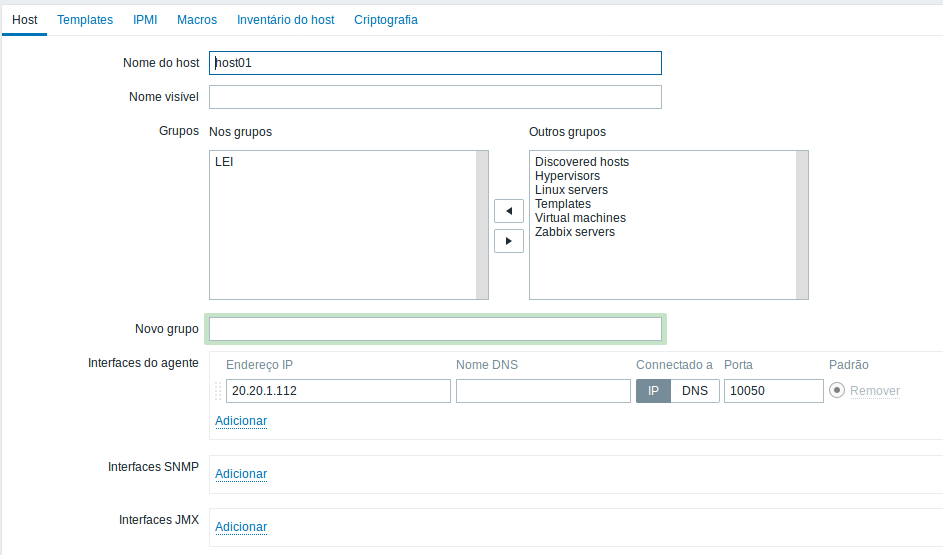 Host Templates IPMI Macros Inventário do host Criptografia
Nome do host host01
Nome visível
Grupos Nos grupos Outros grupos
LEI
Discovered hosts
Hypervisors
Linux servers
Templates
Virtual machines
Zabbix servers
Novo grupo
Interfaces do agente Endereço IP Nome DNS Conectado a Porta Padrão
20.20.1.112 IP DNS 10050 Remover
Adicionar
Interfaces SNMP Adicionar
Interfaces JMX Adicionar